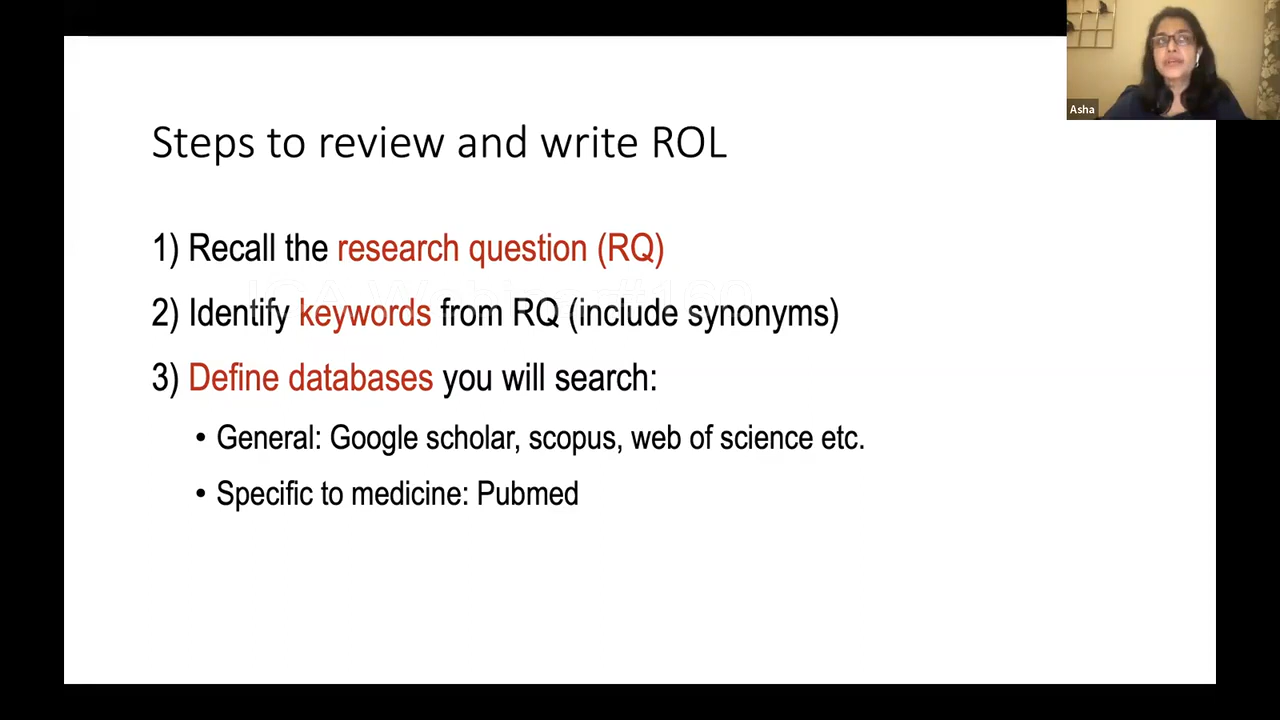 Asha
Steps to review and write ROL
1) Recall the research question (RQ)
2) Identify keywords from RQ (include synonyms)
3) Define databases you will search:
• General: Google scholar, scopus, web of science etc.
• Specific to medicine: Pubmed